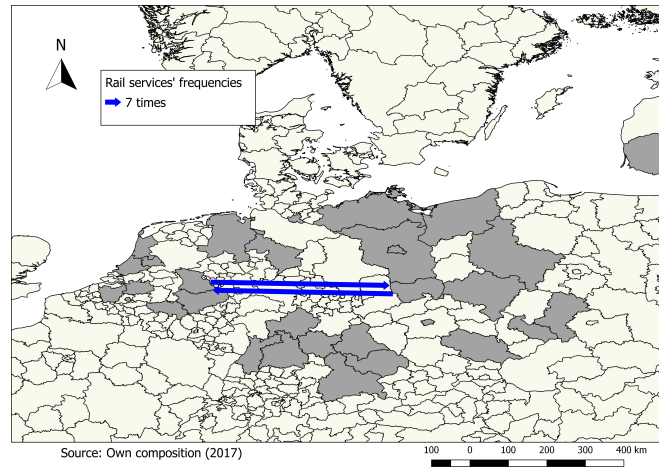 N
Rail services' frequencies
7 times
Source: Own composition (2017)
100 0 100 200 300 400 km